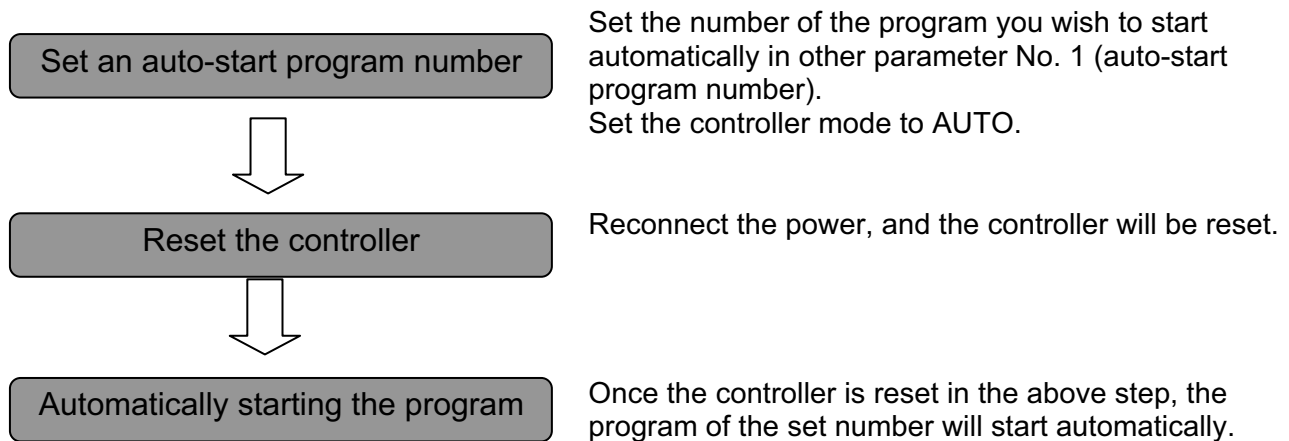 Set an auto-start program number
Set the number of the program you wish to start
automatically in other parameter No. 1 (auto-start
program number).
Set the controller mode to AUTO.
Reset the controller
Reconnect the power, and the controller will be reset.
Automatically starting the program
Once the controller is reset in the above step, the
program of the set number will start automatically.